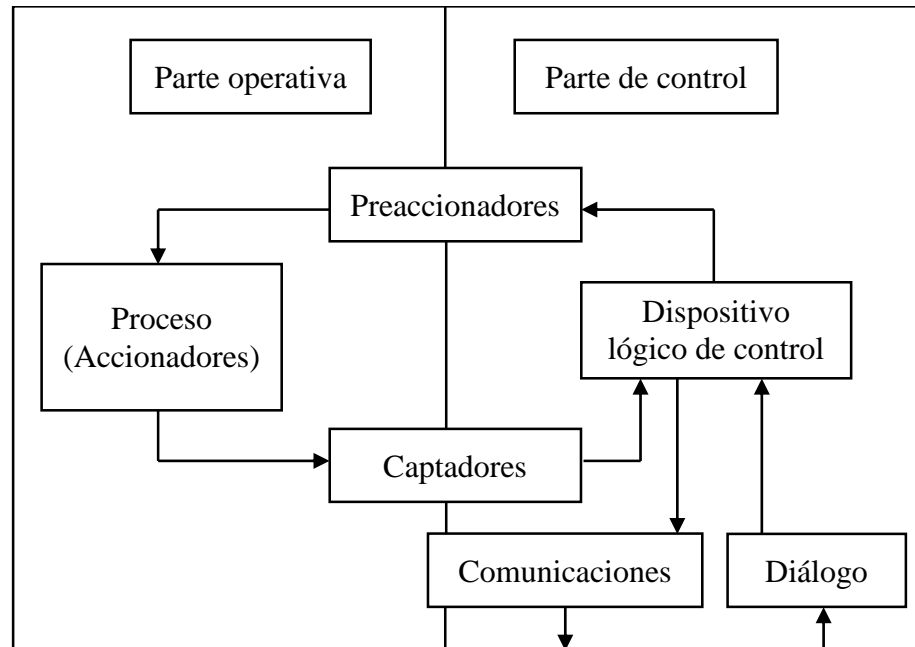 Parte operativa
Parte de control
Preaccionadores
Proceso
(Accionadores)
Dispositivo
lógico de control
Captadores
Comunicaciones
Diálogo